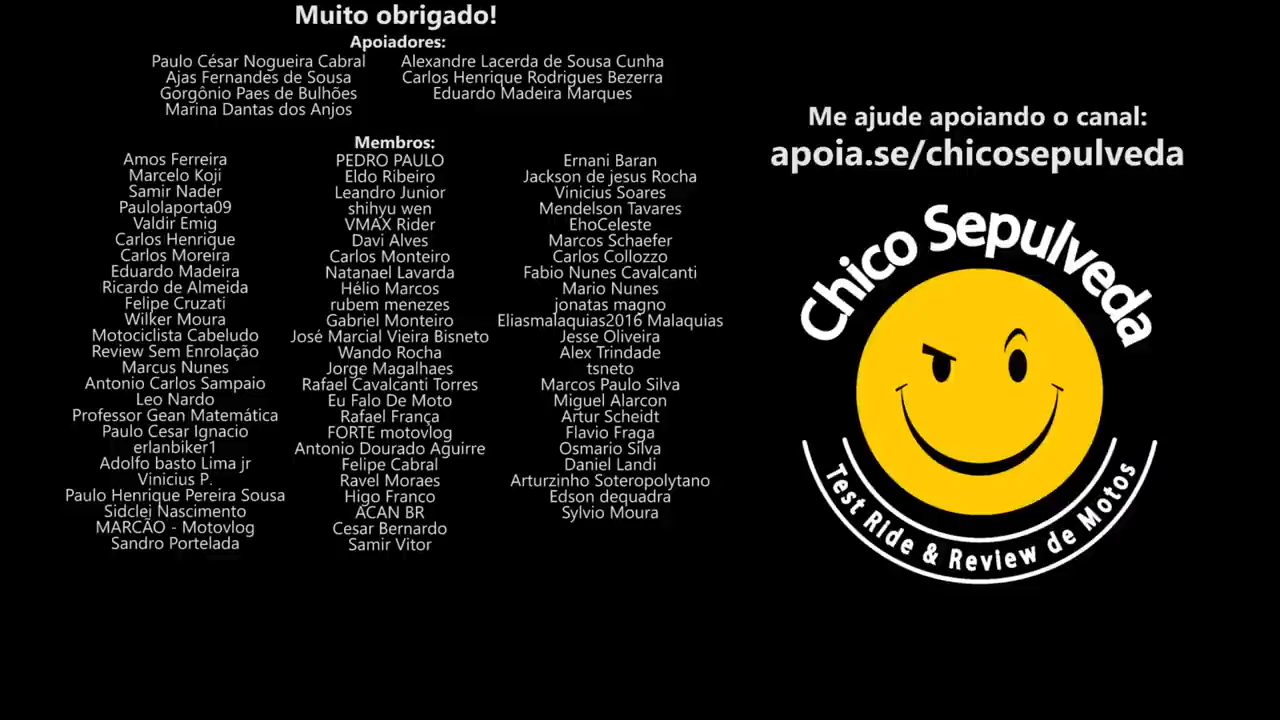 Muito obrigado!
Apoiadores:
Paulo César Nogueira Cabral
Ajas Fernandes de Sousa
Gorgônio Paes de Bulhões
Marina Dantas dos Anjos
Alexandre Lacerda de Sousa Cunha
Carlos Henrique Rodrigues Bezerra
Eduardo Madeira Marques
Membros:
Amos Ferreira
Marcelo Koji
Samir Nader
Paulolaporta09
Valdir Emig
Carlos Henrique
Carlos Moreira
Eduardo Madeira
Ricardo de Almeida
Felipe Cruzati
Wilker Moura
Motociclista Cabeludo
Review Sem Enrolação
Marcus Nunes
Antonio Carlos Sampaio
Leo Nardo
Professor Gean Matemática
Paulo Cesar Ignacio
erlanbiker1
Adolfo basto Lima jr
Vinicius P.
Paulo Henrique Pereira Sousa
Sidclei Nascimento
MARCÃO - Motovlog
Sandro Portelada
PEDRO PAULO
Eldo Ribeiro
Leandro Junior
shihyu wen
VMAX Rider
Davi Alves
Carlos Monteiro
Natanael Lavarda
Hélio Marcos
rubem menezes
Gabriel Monteiro
José Marcial Vieira Bisneto
Wando Rocha
Jorge Magalhaes
Rafael Cavalcanti Torres
Eu Falo De Moto
Rafael França
FORTE motovlog
Antonio Dourado Aguirre
Felipe Cabral
Ravel Moraes
Higo Franco
ACAN BR
Cesar Bernardo
Samir Vitor
Ernani Baran
Jackson de jesus Rocha
Vinicius Soares
Mendelson Tavares
EhoCeleste
Marcos Schaefer
Carlos Collozzo
Fabio Nunes Cavalcanti
Mario Nunes
jonatas magno
Eliasmalaquias2016 Malaquias
Jesse Oliveira
Alex Trindade
tsneto
Marcos Paulo Silva
Miguel Alarcon
Artur Scheidt
Flavio Fraga
Osmario Silva
Daniel Landi
Arturzinho Soteropolytano
Edson dequadra
Sylvio Moura
Me ajude apoiando o canal:
apoia.se/chicosepulveda
Chico Sepulveda
Test Ride & Review de Motos